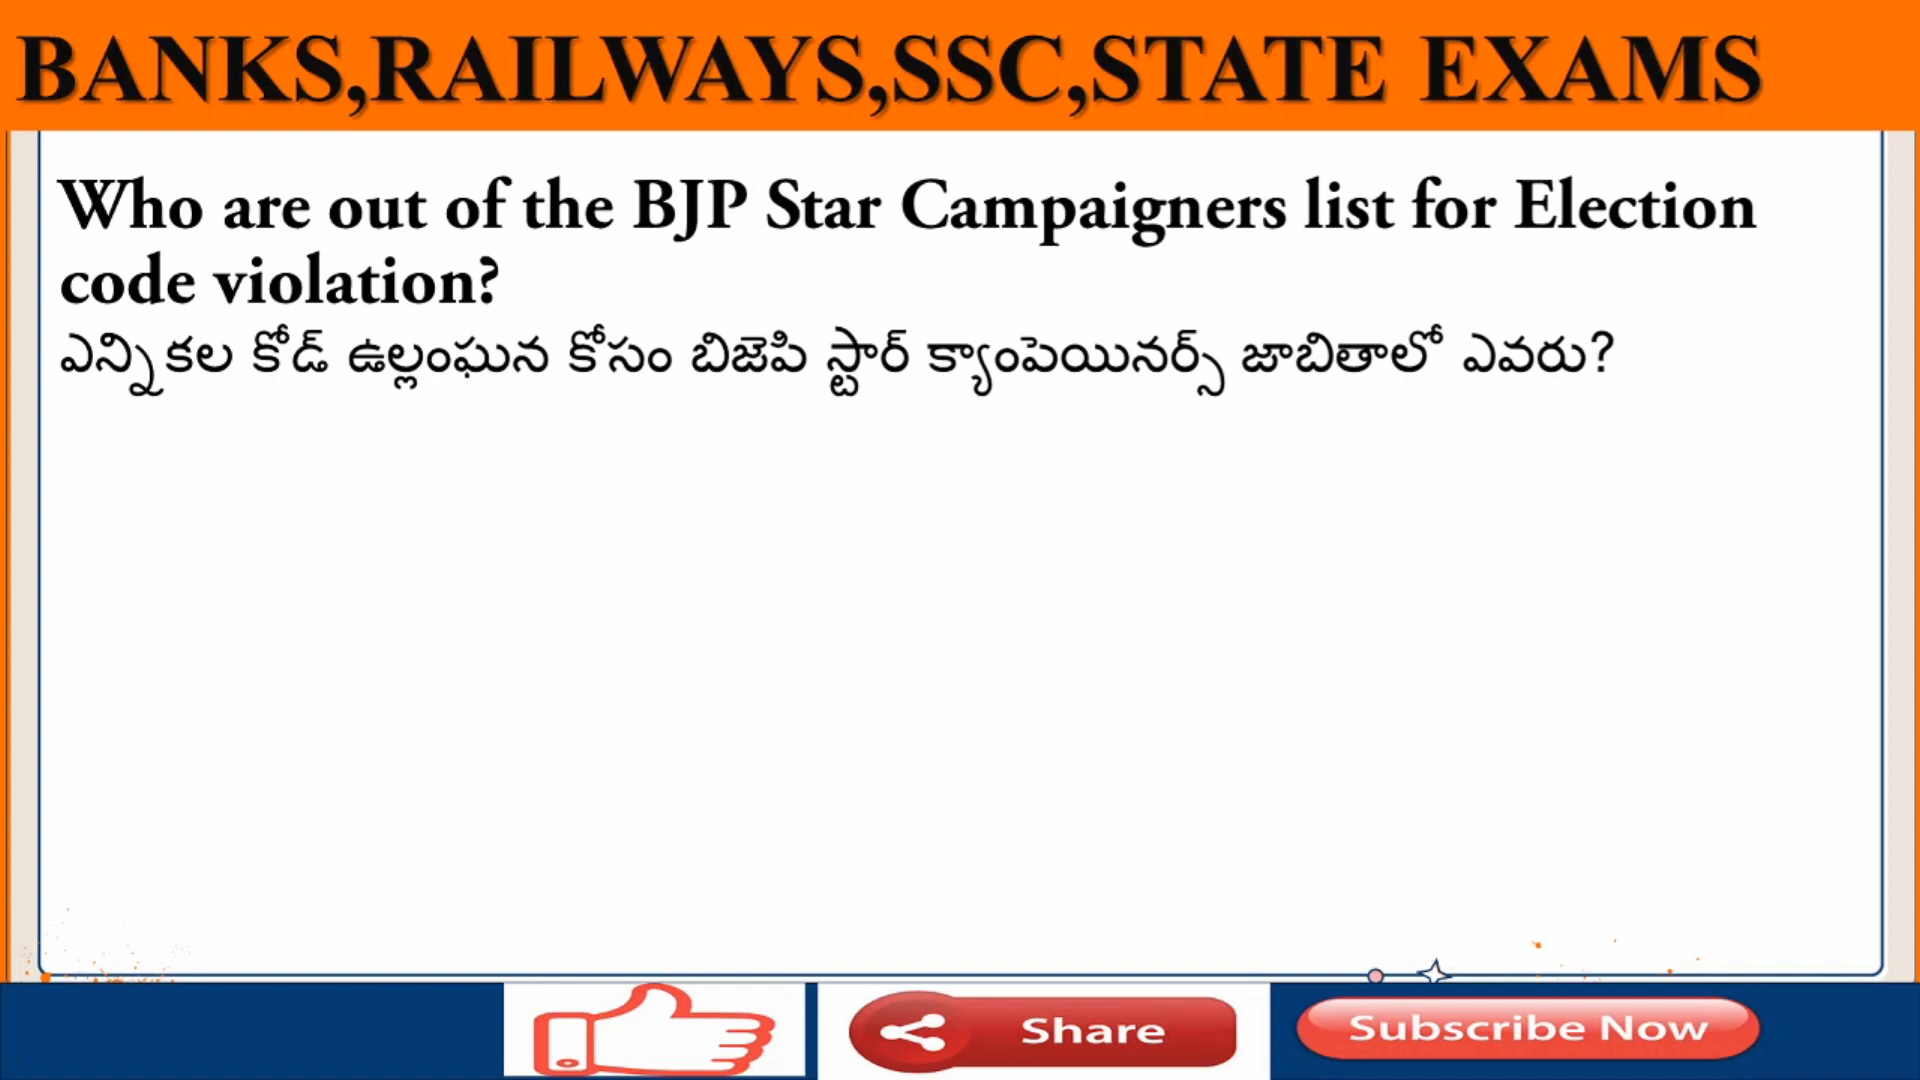 BANKS,RAILWAYS,SSC,STATE EXAMS
Who are out of the BJP Star Campaigners list for Election
code violation?
ఎన్నికల కోడ్ ఉల్లంఘన కోసం బిజెపి స్టార్ క్యాంపెయినర్స్ జాబితాలో ఎవరు?
Share
Subscribe Now